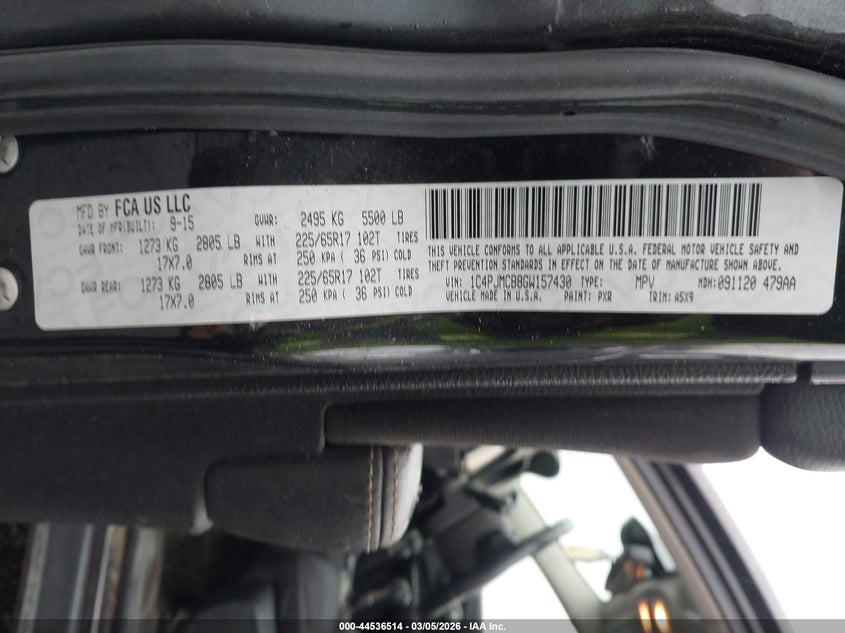 MFD BY FCA US LLC
DATE OF MFR(BUILT): 9-15 GVWR: 2495 KG 5500 LB
GAWR FRONT: 1273 KG 2805 LB WITH 225/65R17 102T TIRES
17X7.0 RIMS AT 250 KPA ( 36 PSI) COLD
GAWR REAR: 1273 KG 2805 LB WITH 225/65R17 102T TIRES
17X7.0 RIMS AT 250 KPA ( 36 PSI) COLD
THIS VEHICLE CONFORMS TO ALL APPLICABLE U.S.A. FEDERAL MOTOR VEHICLE SAFETY AND
THEFT PREVENTION STANDARDS IN EFFECT ON THE DATE OF MANUFACTURE SHOWN ABOVE.
VIN: 1C4PJMCB8GW157430 TYPE: MPV MDH: 091120 479AA
VEHICLE MADE IN U.S.A. PAINT: PXR TRIM: A5X9
000-44536514 — 03/05/2026 — IAA Inc.